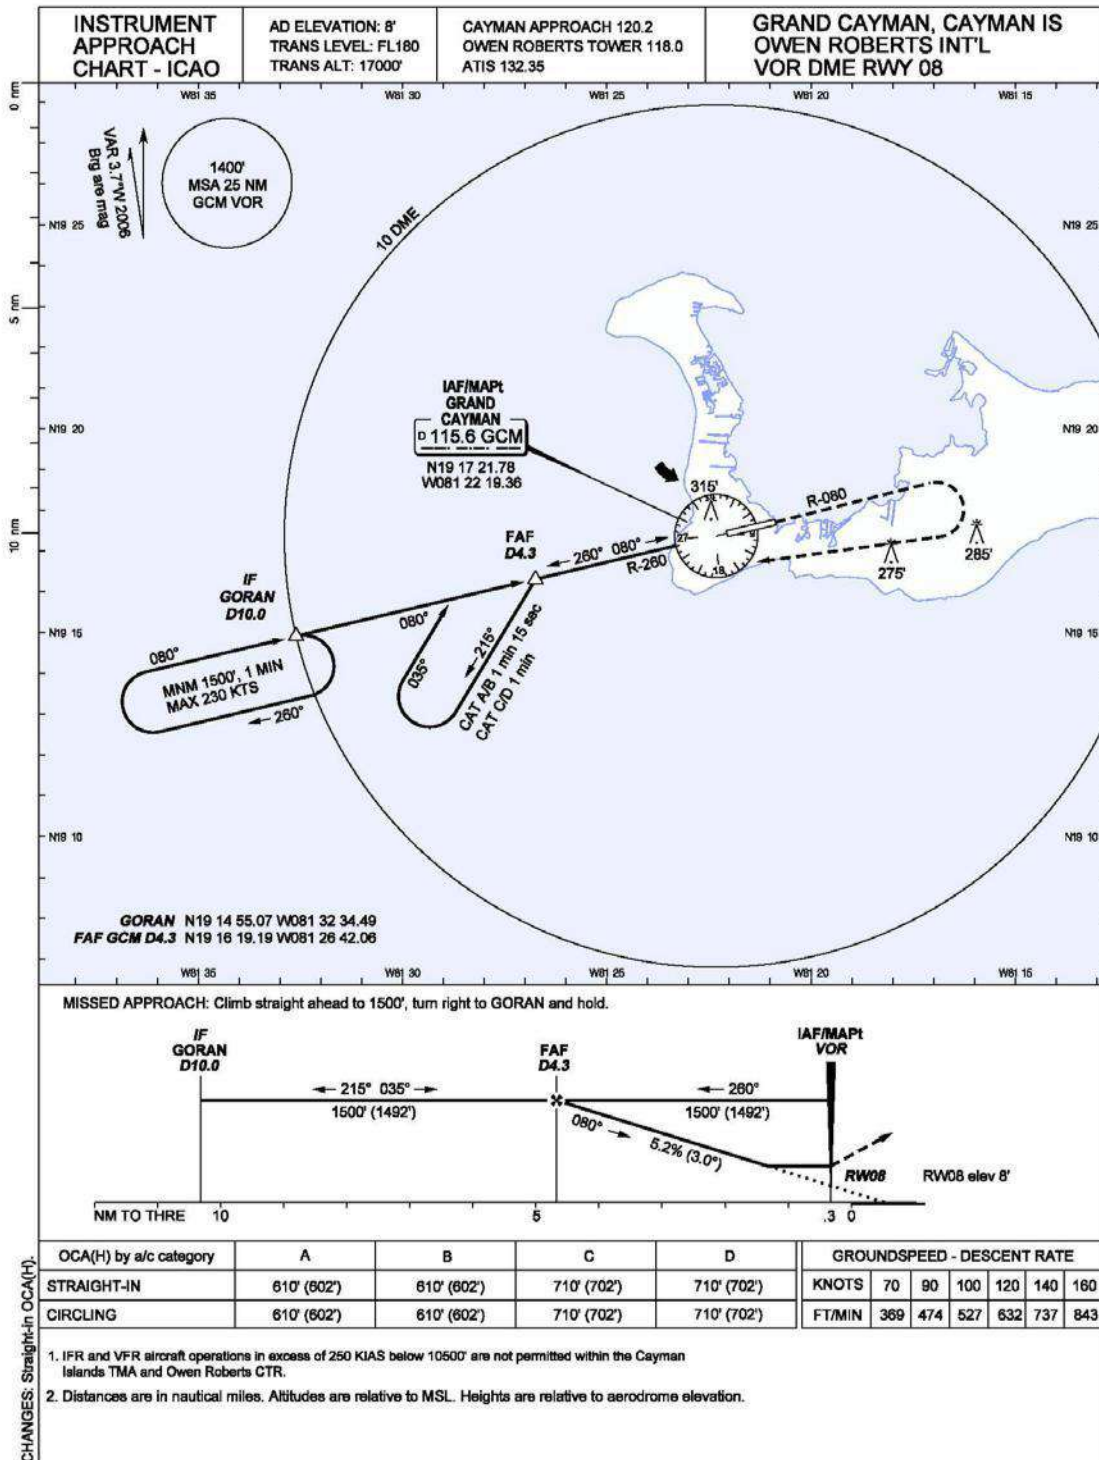 INSTRUMENT
APPROACH
CHART - ICAO
AD ELEVATION: 8'
TRANS LEVEL: FL180
TRANS ALT: 17000'
CAYMAN APPROACH 120.2
OWEN ROBERTS TOWER 118.0
ATIS 132.35
GRAND CAYMAN, CAYMAN IS
OWEN ROBERTS INT'L
VOR DME RWY 08
0 nm
5 nm
10 nm
W81 35
W81 30
W81 25
W81 20
W81 15
VAR 3.7°W 2006
Brg are mag
1400'
MSA 25 NM
GCM VOR
10 DME
N19 25
N19 25
N19 20
N19 20
N19 15
N19 15
N19 10
N19 10
IAF/MAPt
GRAND
CAYMAN
D 115.6 GCM
N19 17 21.78
W081 22 19.36
315'
R-080
285'
275'
27
18
FAF
D4.3
260° 080°
R-260
IF
GORAN
D10.0
080°
080°
MNM 1500', 1 MIN
MAX 230 KTS
260°
035°
215°
CAT A/B 1 min 15 sec
CAT C/D 1 min
GORAN N19 14 55.07 W081 32 34.49
FAF GCM D4.3 N19 16 19.19 W081 26 42.06
W81 35
W81 30
W81 25
W81 20
W81 15
MISSED APPROACH: Climb straight ahead to 1500', turn right to GORAN and hold.
IF
GORAN
D10.0
FAF
D4.3
IAF/MAPt
VOR
215° 035°
1500' (1492')
260°
1500' (1492')
080°
5.2% (3.0°)
RW08
RW08 elev 8'
NM TO THRE 10 5 .3 0
OCA(H) by a/c category A B C D
STRAIGHT-IN 610' (602') 610' (602') 710' (702') 710' (702')
CIRCLING 610' (602') 610' (602') 710' (702') 710' (702')
GROUNDSPEED - DESCENT RATE
KNOTS 70 90 100 120 140 160
FT/MIN 369 474 527 632 737 843
1. IFR and VFR aircraft operations in excess of 250 KIAS below 10500' are not permitted within the Cayman
Islands TMA and Owen Roberts CTR.
2. Distances are in nautical miles. Altitudes are relative to MSL. Heights are relative to aerodrome elevation.
CHANGES: Straight-in OCA(H).